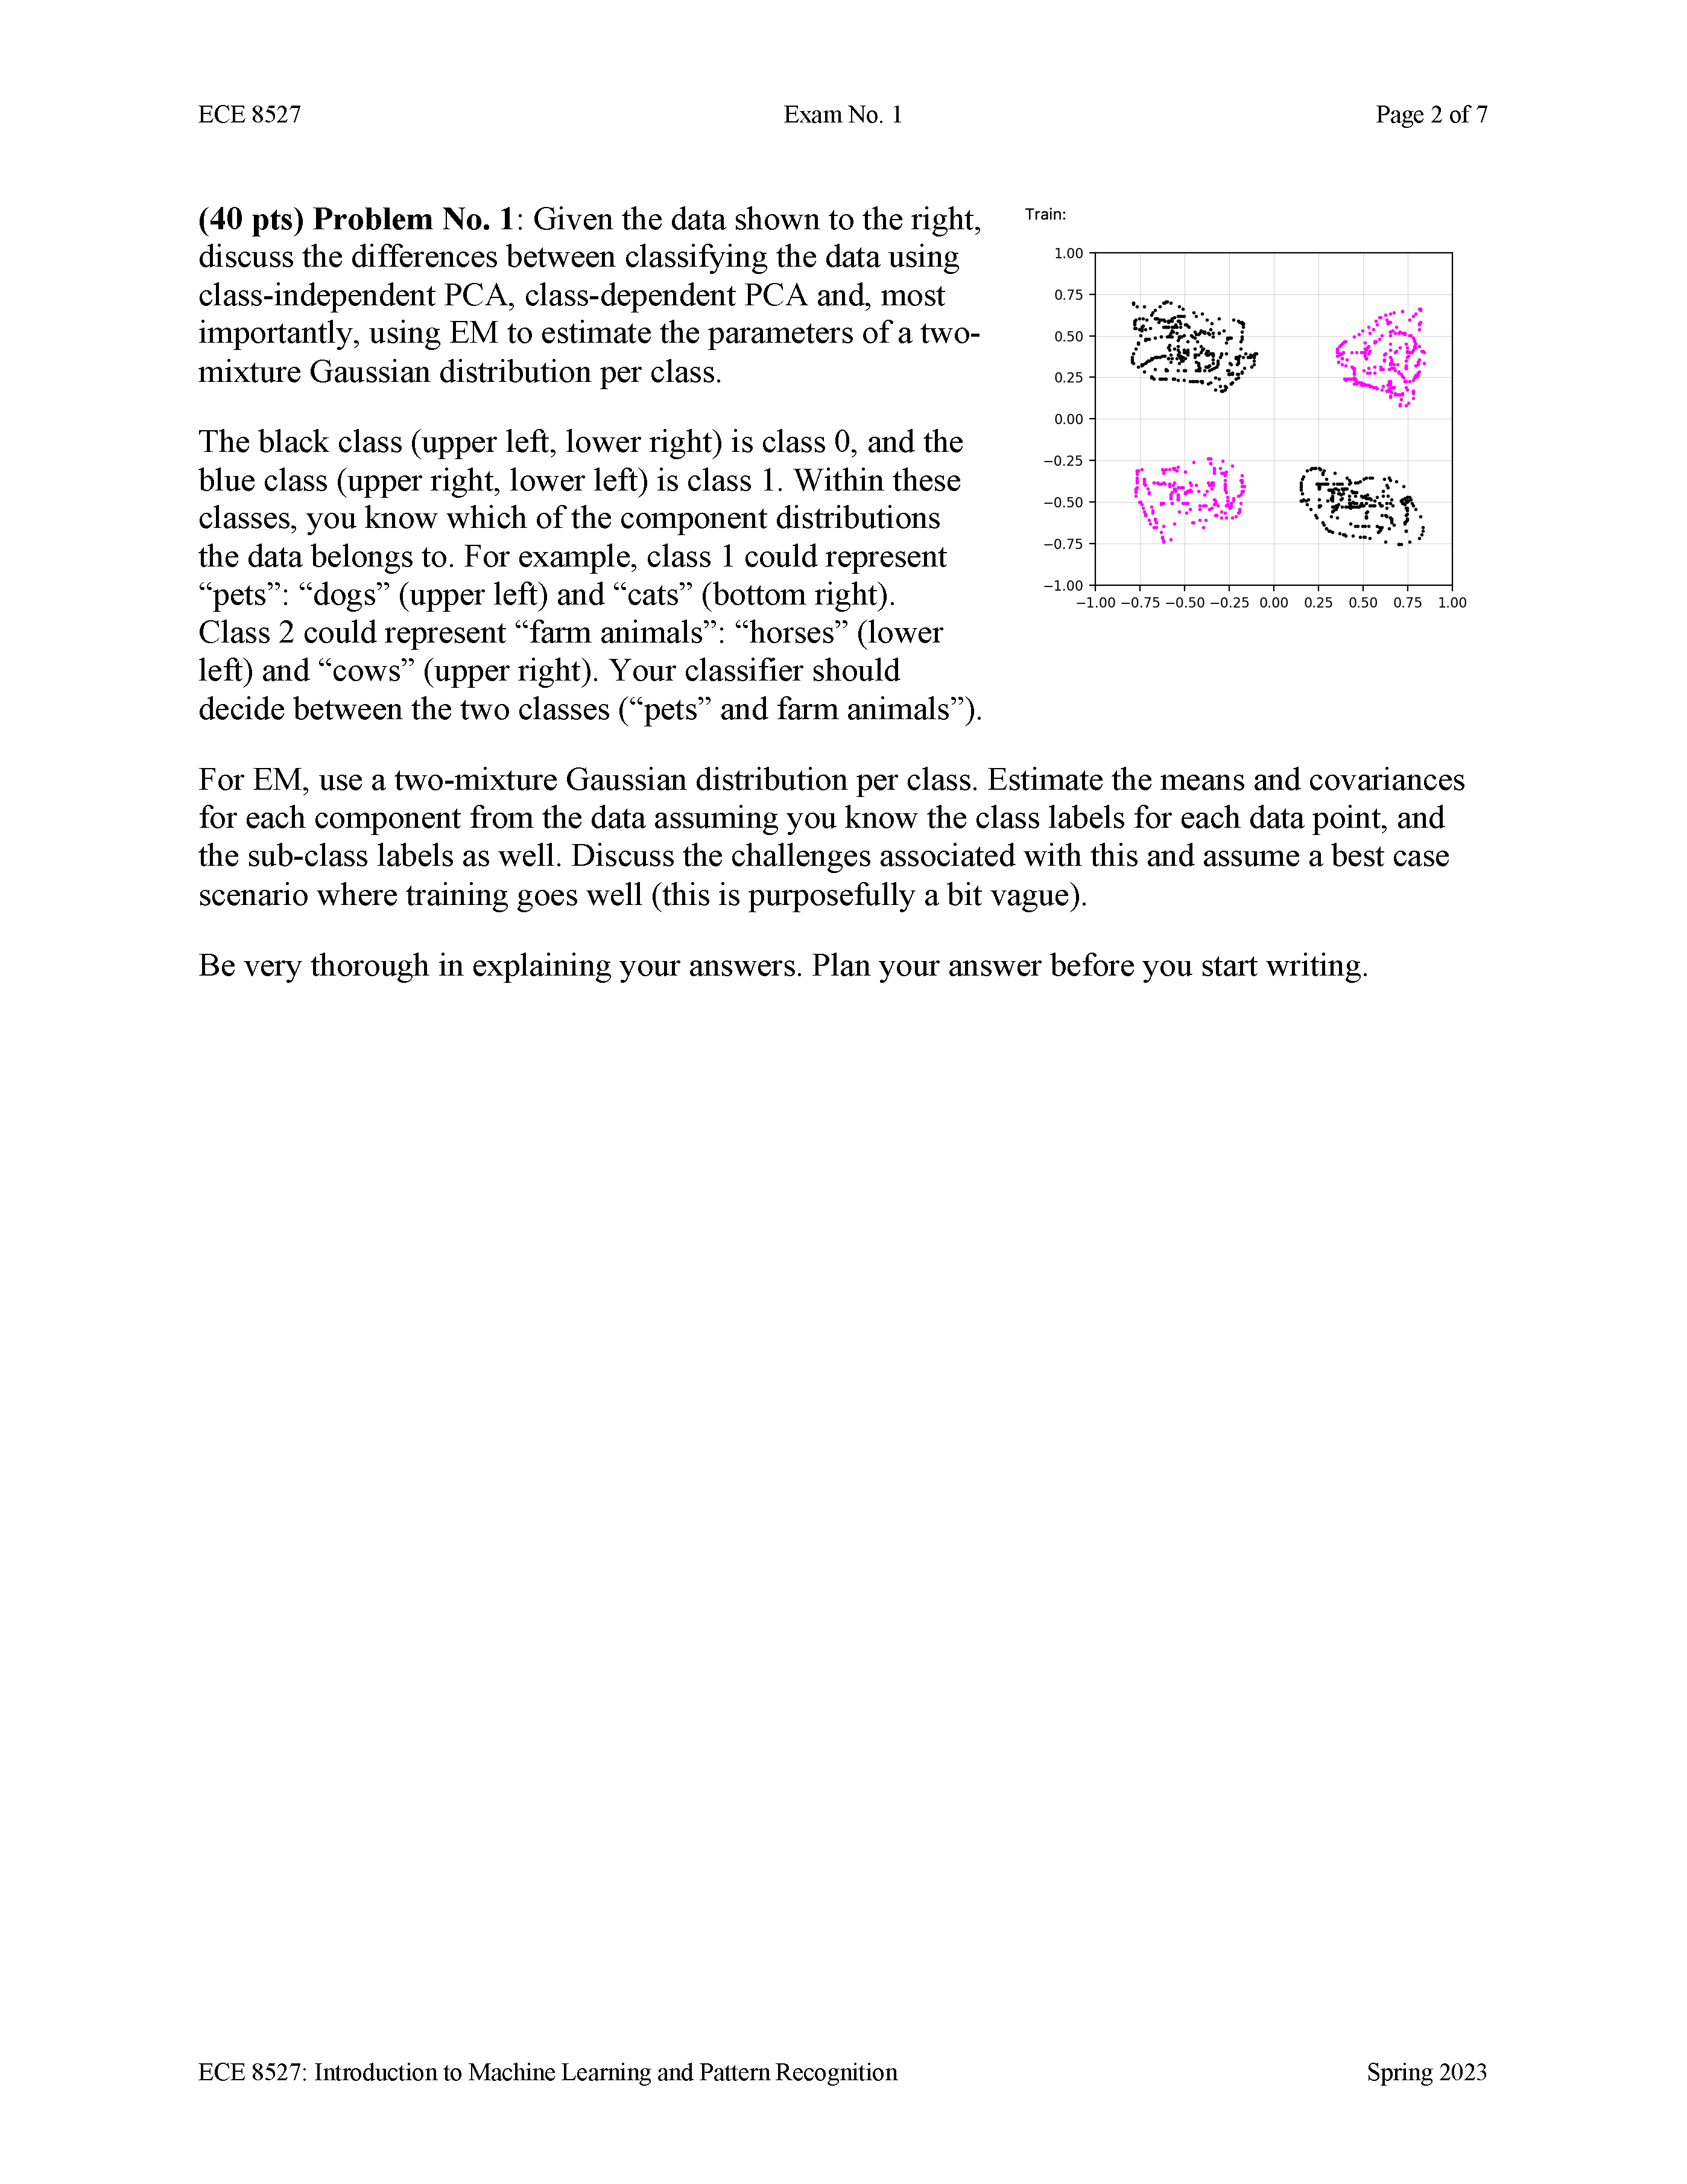 ECE 8527 Exam No. 1 Page 2 of 7
(40 pts) Problem No. 1: Given the data shown to the right,
discuss the differences between classifying the data using
class-independent PCA, class-dependent PCA and, most
importantly, using EM to estimate the parameters of a two-
mixture Gaussian distribution per class.
The black class (upper left, lower right) is class 0, and the
blue class (upper right, lower left) is class 1. Within these
classes, you know which of the component distributions
the data belongs to. For example, class 1 could represent
“pets”: “dogs” (upper left) and “cats” (bottom right).
Class 2 could represent “farm animals”: “horses” (lower
left) and “cows” (upper right). Your classifier should
decide between the two classes (“pets” and farm animals”).
Train:
1.00
0.75
0.50
0.25
0.00
−0.25
−0.50
−0.75
−1.00
−1.00 −0.75 −0.50 −0.25 0.00 0.25 0.50 0.75 1.00
For EM, use a two-mixture Gaussian distribution per class. Estimate the means and covariances
for each component from the data assuming you know the class labels for each data point, and
the sub-class labels as well. Discuss the challenges associated with this and assume a best case
scenario where training goes well (this is purposefully a bit vague).
Be very thorough in explaining your answers. Plan your answer before you start writing.
ECE 8527: Introduction to Machine Learning and Pattern Recognition Spring 2023